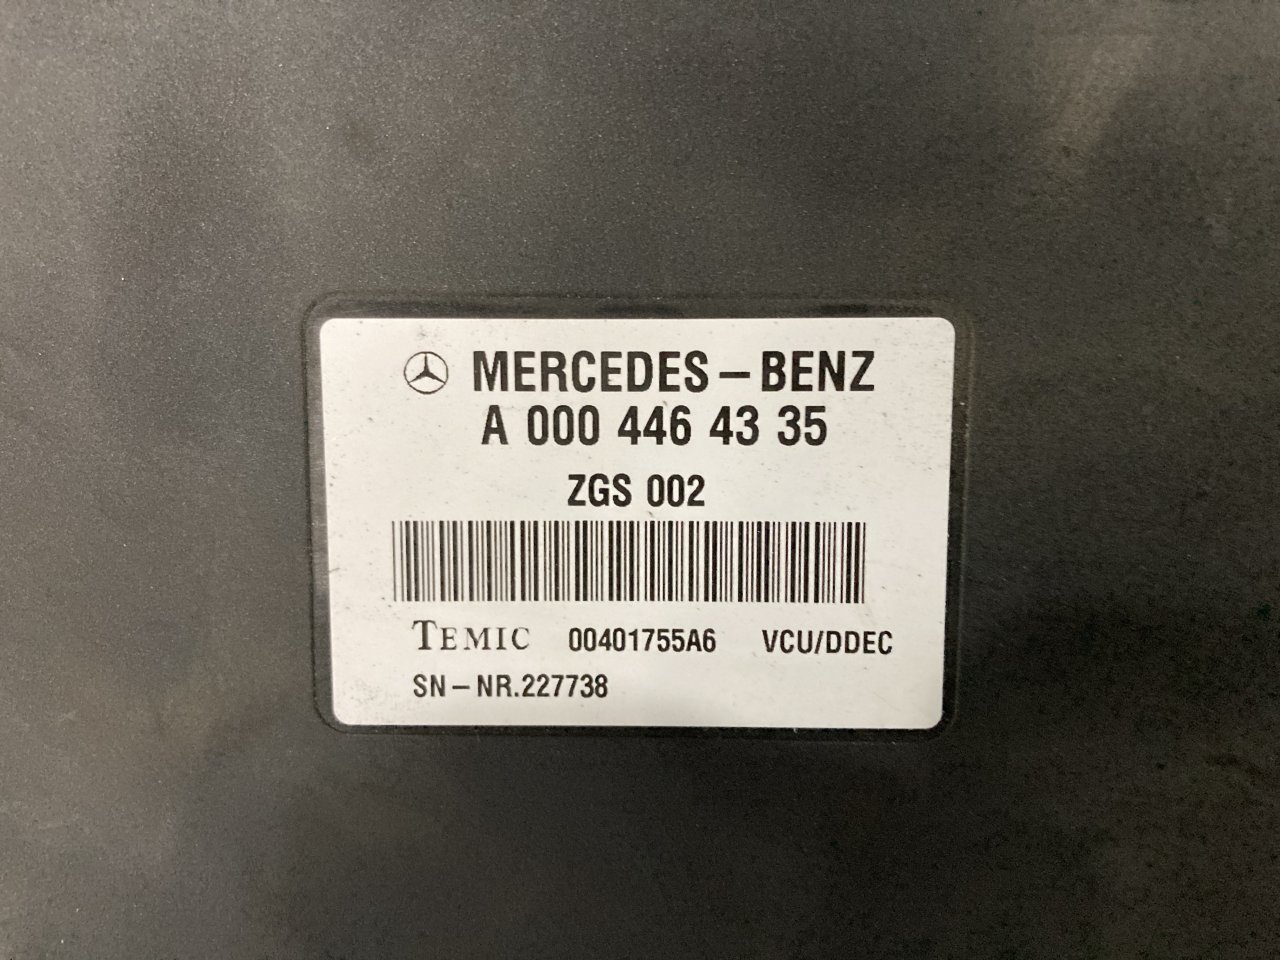 MERCEDES-BENZ
A 000 446 43 35
ZGS 002
TEMIC 00401755A6 VCU/DDEC
SN-NR.227738